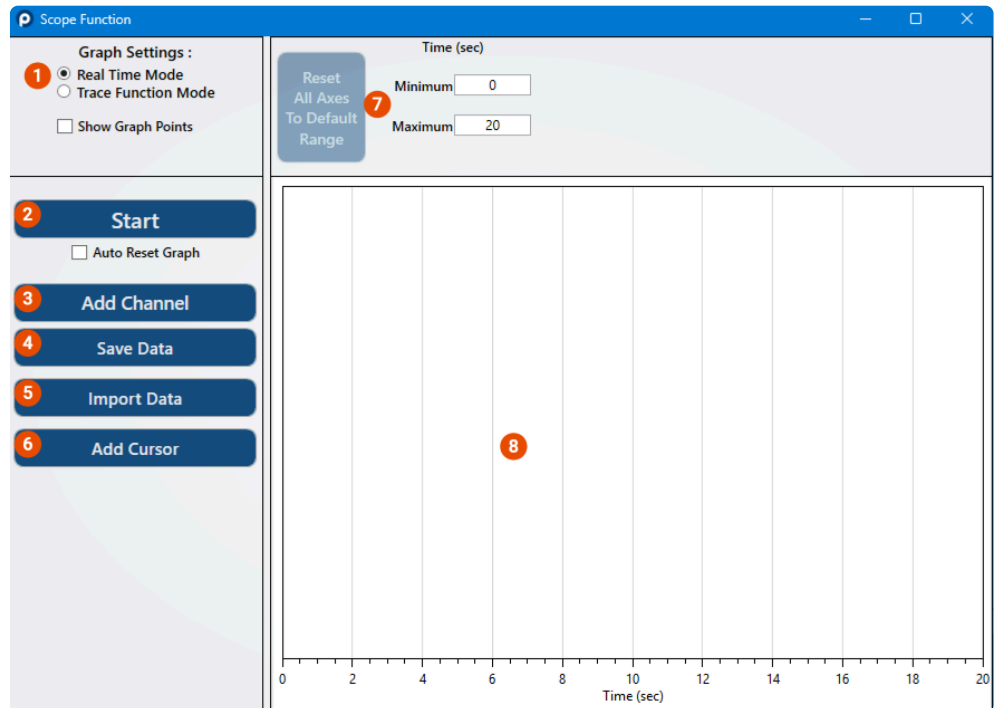 Scope Function
Graph Settings :
1
Real Time Mode
Trace Function Mode
Show Graph Points
Reset
All Axes
To Default
Range
7
Time (sec)
Minimum 0
Maximum 20
2
Start
Auto Reset Graph
3
Add Channel
4
Save Data
5
Import Data
6
Add Cursor
8
0 2 4 6 8 10 12 14 16 18 20
Time (sec)